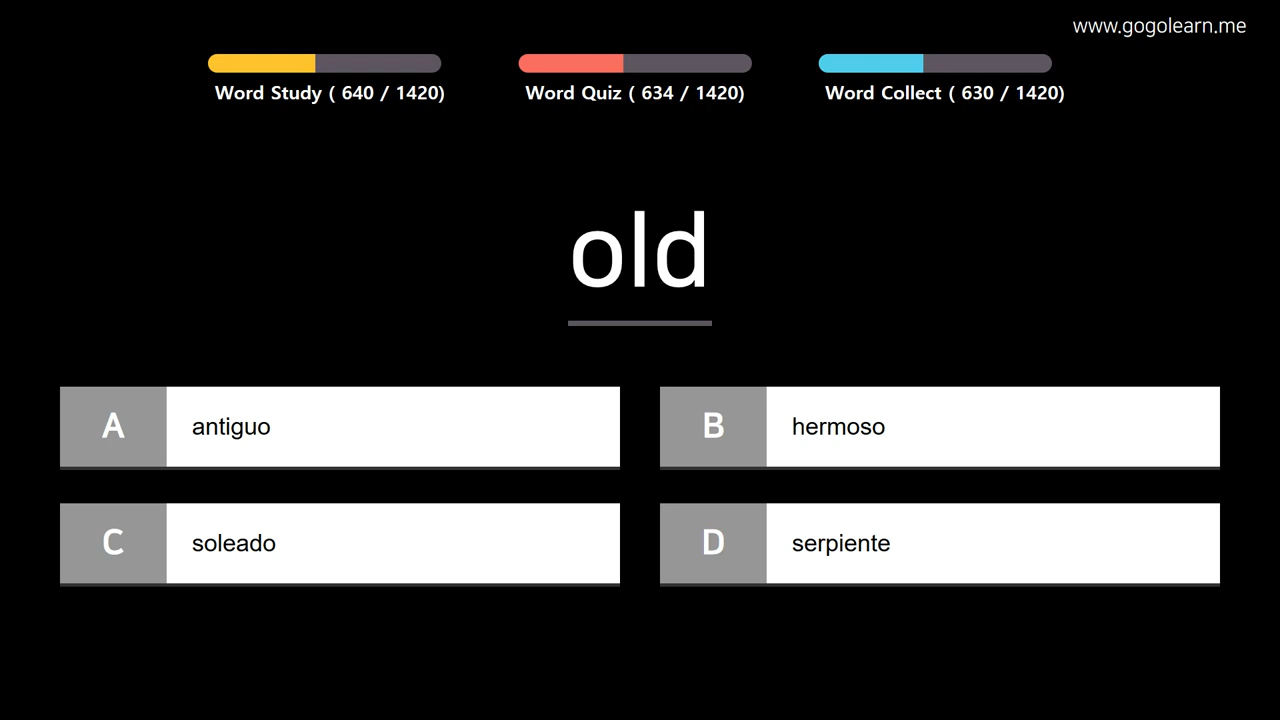 www.gogolearn.me
Word Study ( 640 / 1420)
Word Quiz ( 634 / 1420)
Word Collect ( 630 / 1420)
old
A antiguo
B hermoso
C soleado
D serpiente